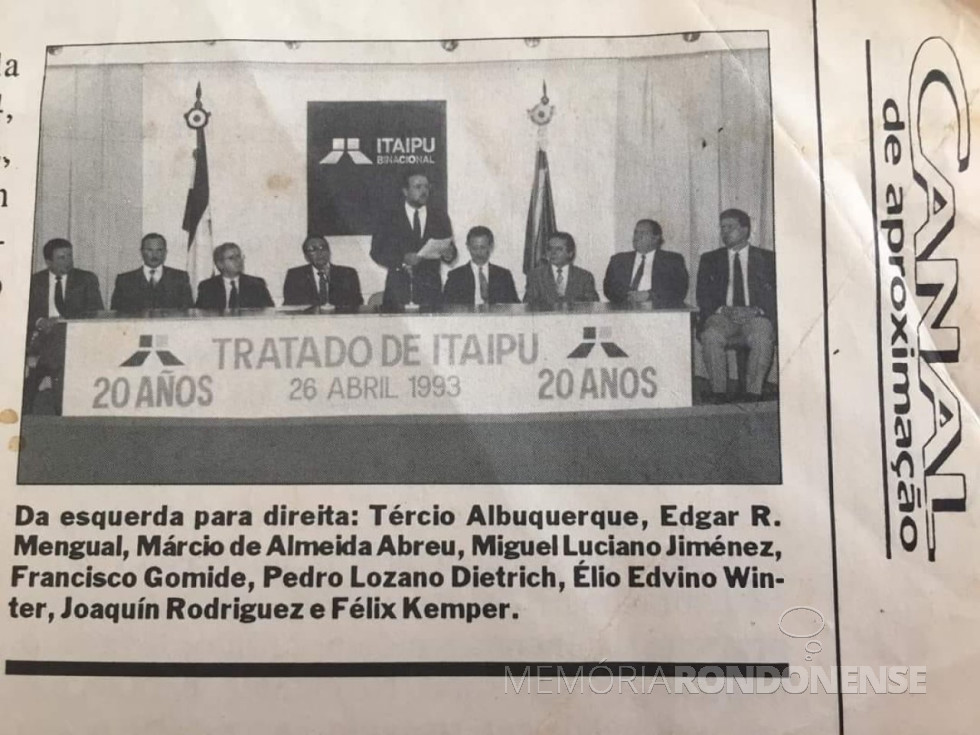 la
ITAIPU
BINACIONAL
TRATADO DE ITAIPU
20 AÑOS
26 ABRIL 1993
20 ANOS
Da esquerda para direita: Tércio Albuquerque, Edgar R.
Mengual, Márcio de Almeida Abreu, Miguel Luciano Jiménez,
Francisco Gomide, Pedro Lozano Dietrich, Élio Edvino Win-
ter, Joaquín Rodriguez e Félix Kemper.
CANAL
de aproximação
MEMÓRIARONDONENSE